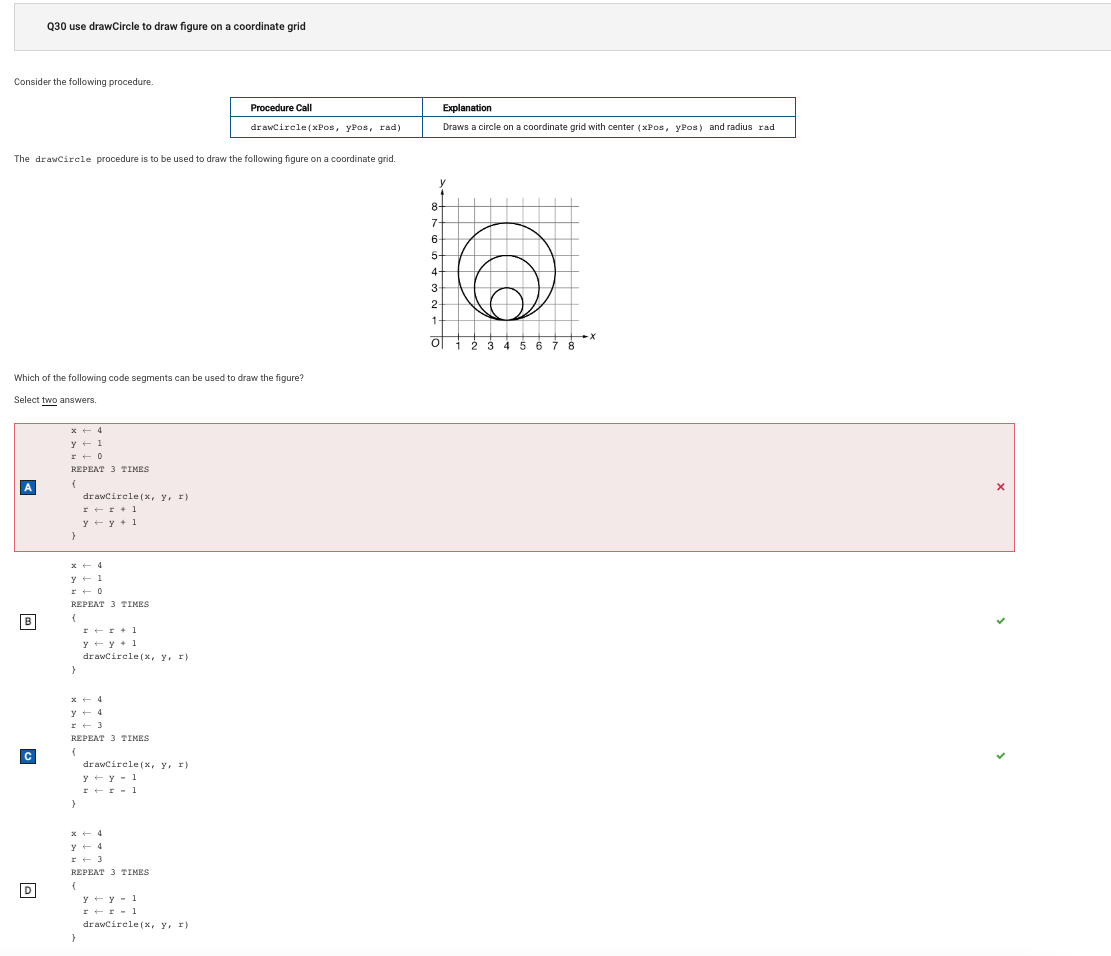 Q30 use drawCircle to draw figure on a coordinate grid
Consider the following procedure.
Procedure Call Explanation
drawCircle(xPos, yPos, rad) Draws a circle on a coordinate grid with center (xPos, yPos) and radius rad
The drawCircle procedure is to be used to draw the following figure on a coordinate grid.
y
8
7
6
5
4
3
2
1
x
O 1 2 3 4 5 6 7 8
Which of the following code segments can be used to draw the figure?
Select two answers.
A
x ← 4
y ← 1
r ← 0
REPEAT 3 TIMES
{
drawCircle(x, y, r)
r ← r + 1
y ← y + 1
}
B
x ← 4
y ← 1
r ← 0
REPEAT 3 TIMES
{
r ← r + 1
y ← y + 1
drawCircle(x, y, r)
}
C
x ← 4
y ← 4
r ← 3
REPEAT 3 TIMES
{
drawCircle(x, y, r)
y ← y - 1
r ← r - 1
}
D
x ← 4
y ← 4
r ← 3
REPEAT 3 TIMES
{
y ← y - 1
r ← r - 1
drawCircle(x, y, r)
}